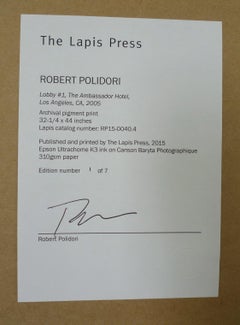 The Lapis Press
ROBERT POLIDORI
Lobby #1, The Ambassador Hotel,
Los Angeles, CA, 2005
Archival pigment print
32-1/4 x 44 inches
Lapis catalog number: RP15-0040.4
Published and printed by The Lapis Press, 2015
Epson Ultrachrome K3 ink on Canson Baryta Photographique
310gsm paper
Edition number 1 of 7
Robert Polidori